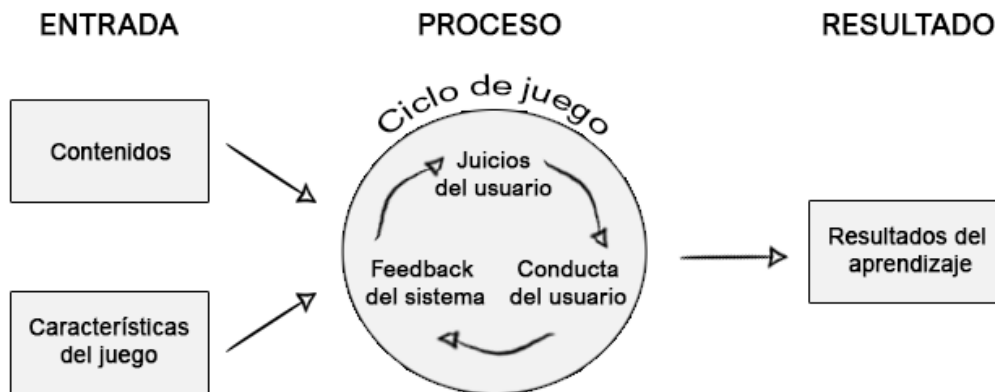 ENTRADA
PROCESO
RESULTADO
Contenidos
Características
del juego
Ciclo de juego
Juicios
del usuario
Conducta
del usuario
Feedback
del sistema
Resultados del
aprendizaje